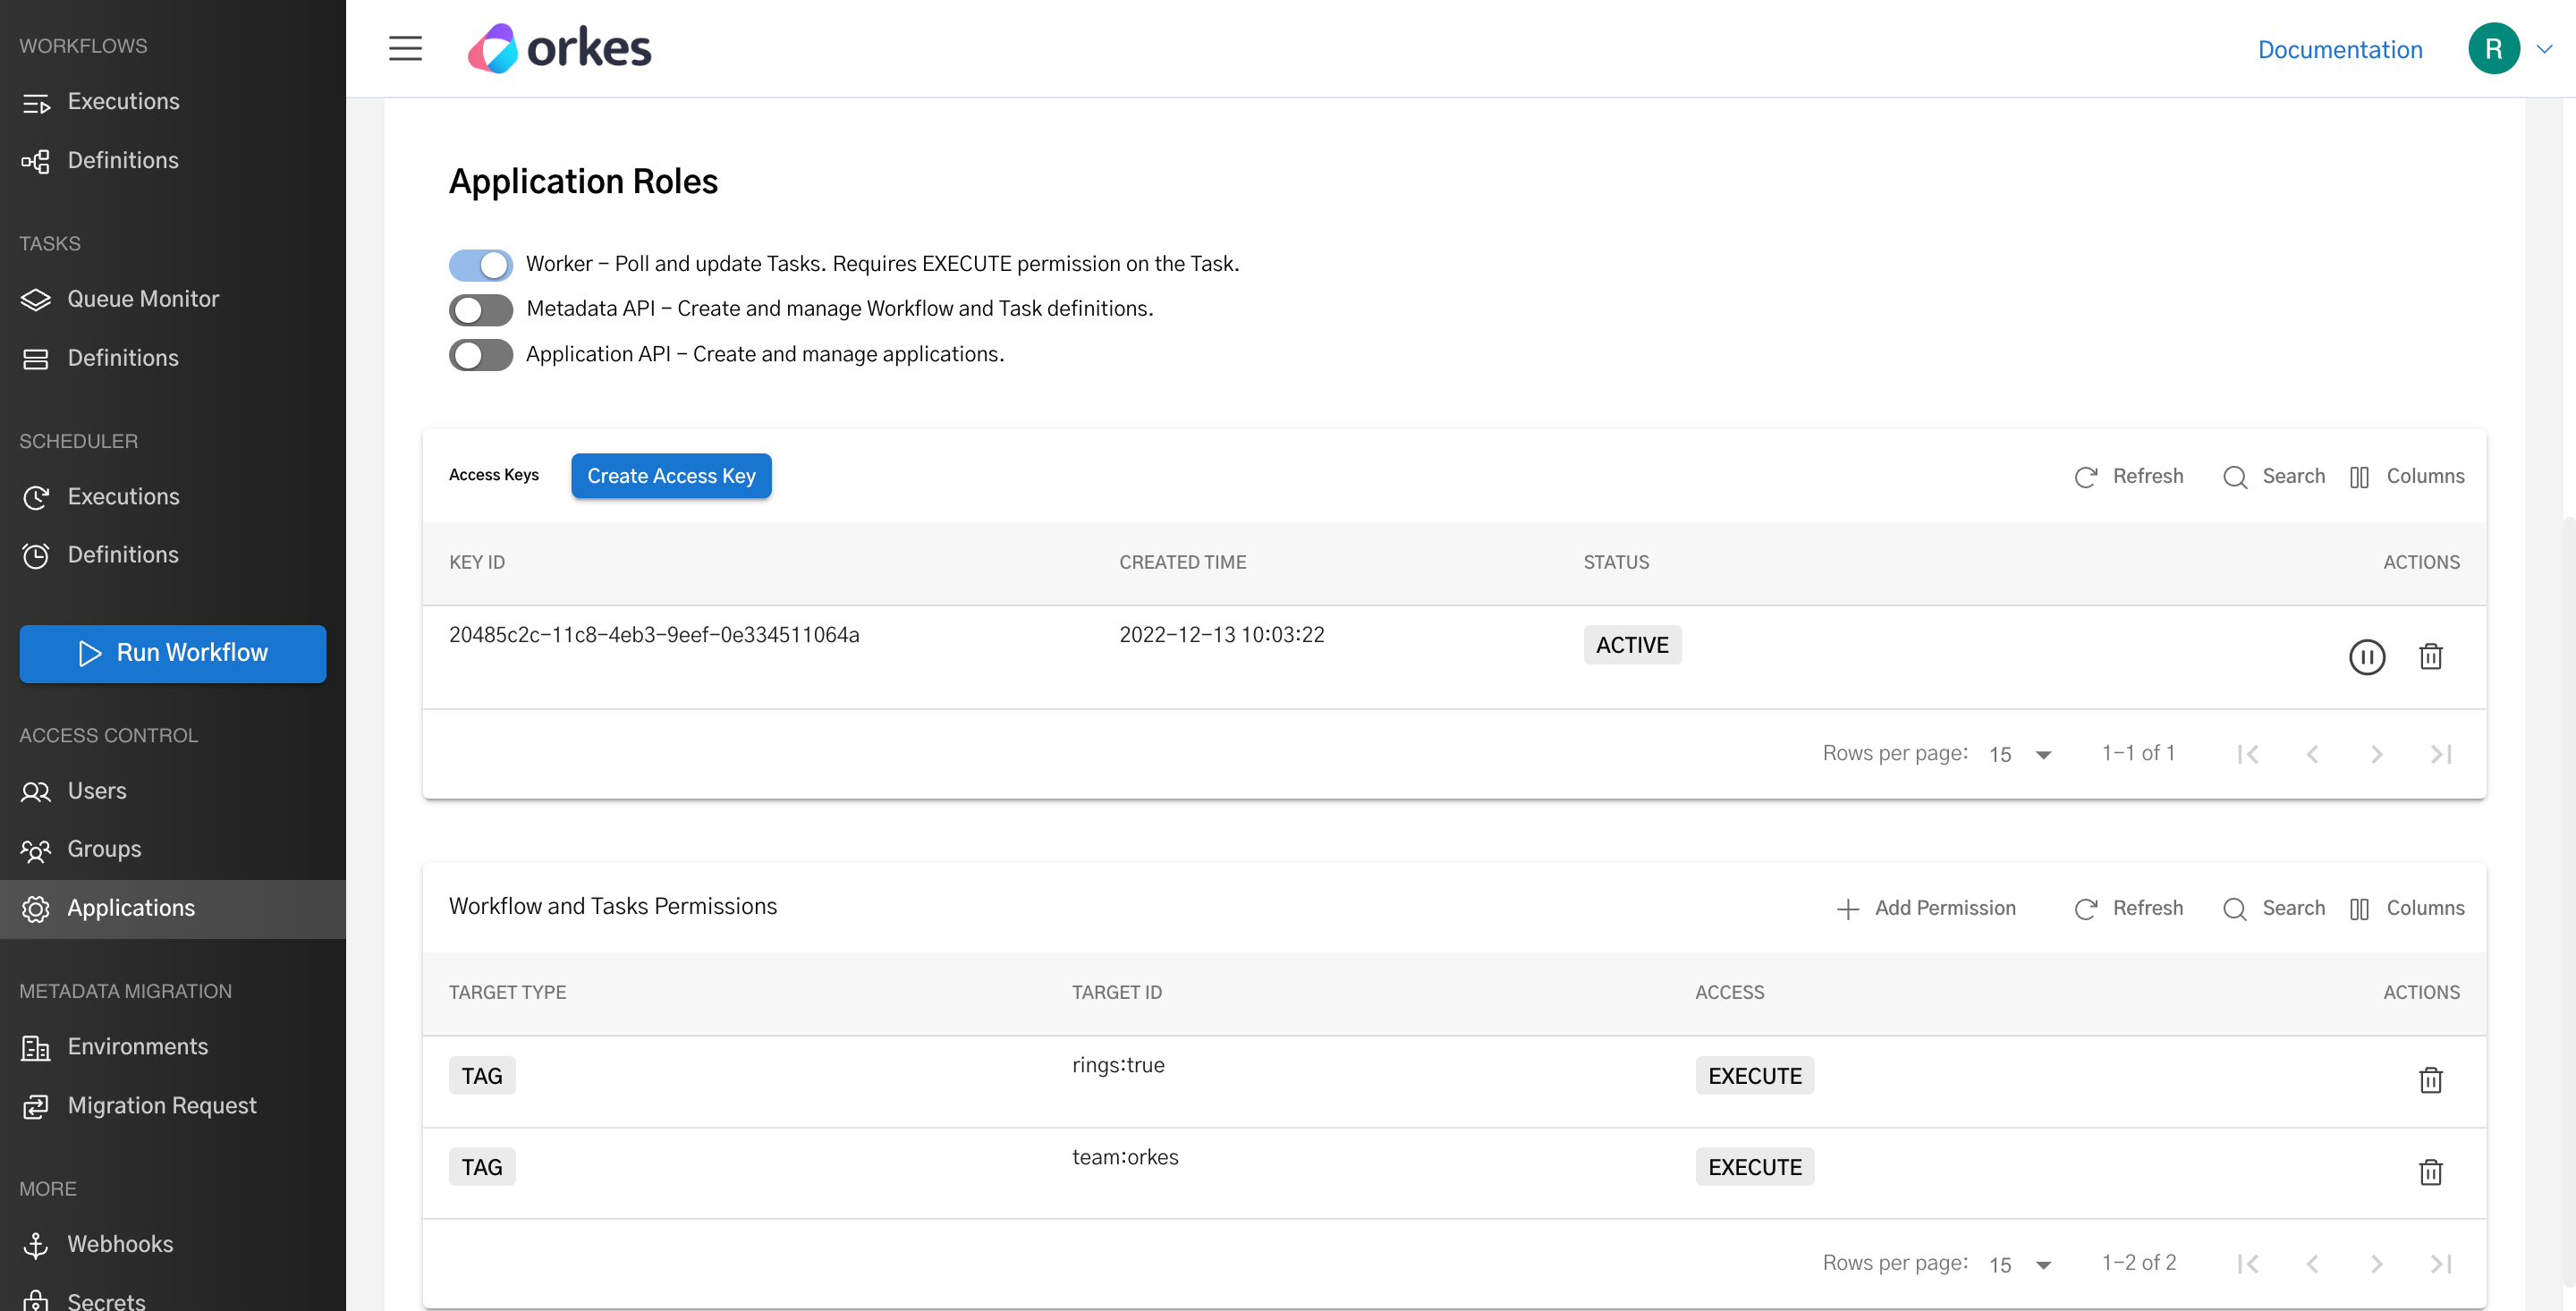 WORKFLOWS
Executions
Definitions
TASKS
Queue Monitor
Definitions
SCHEDULER
Executions
Definitions
Run Workflow
ACCESS CONTROL
Users
Groups
Applications
METADATA MIGRATION
Environments
Migration Request
MORE
Webhooks
Secrets
orkes
Documentation R
Application Roles
Worker - Poll and update Tasks. Requires EXECUTE permission on the Task.
Metadata API - Create and manage Workflow and Task definitions.
Application API - Create and manage applications.
Access Keys Create Access Key Refresh Search Columns
KEY ID CREATED TIME STATUS ACTIONS
20485c2c-11c8-4eb3-9eef-0e334511064a 2022-12-13 10:03:22 ACTIVE
Rows per page: 15 1-1 of 1
Workflow and Tasks Permissions Add Permission Refresh Search Columns
TARGET TYPE TARGET ID ACCESS ACTIONS
TAG rings:true EXECUTE
TAG team:orkes EXECUTE
Rows per page: 15 1-2 of 2